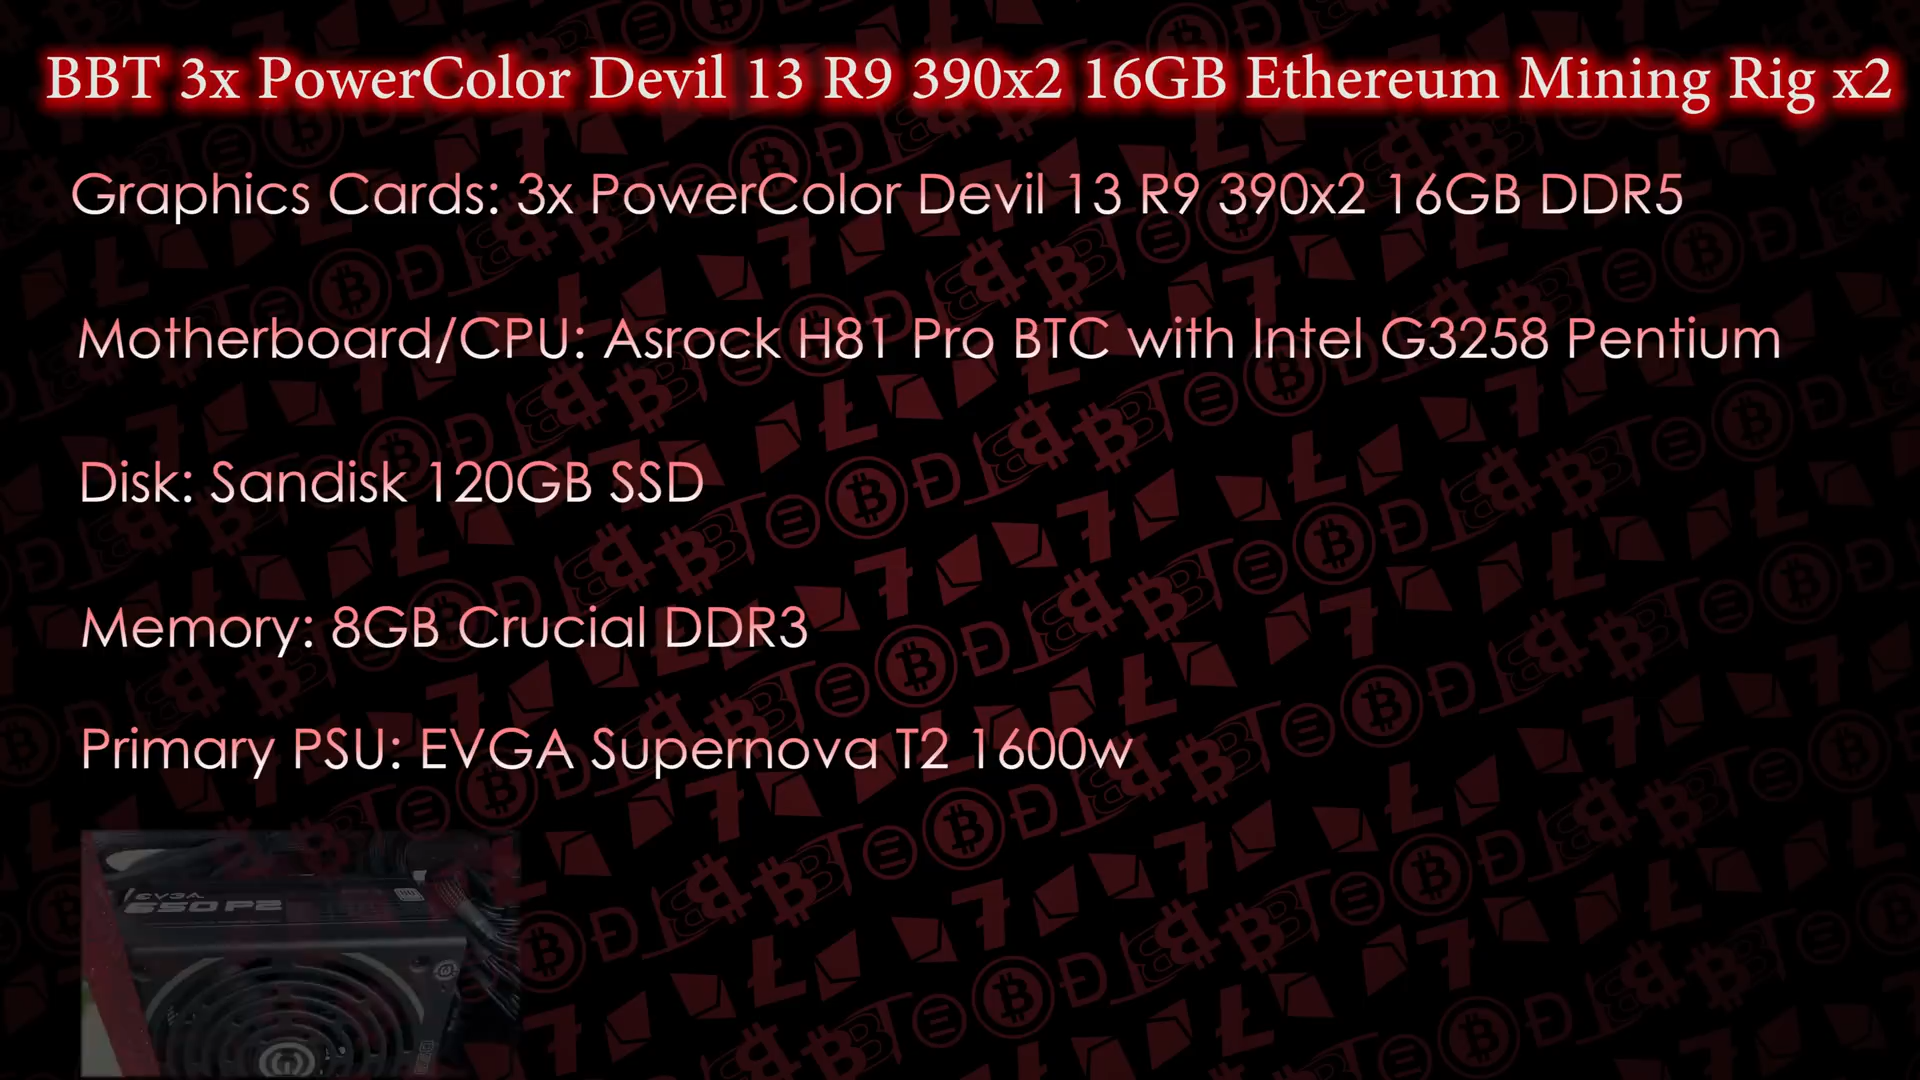 BBT 3x PowerColor Devil 13 R9 390x2 16GB Ethereum Mining Rig x2
Graphics Cards: 3x PowerColor Devil 13 R9 390x2 16GB DDR5
Motherboard/CPU: Asrock H81 Pro BTC with Intel G3258 Pentium
Disk: Sandisk 120GB SSD
Memory: 8GB Crucial DDR3
Primary PSU: EVGA Supernova T2 1600w
EVGA
650 P2